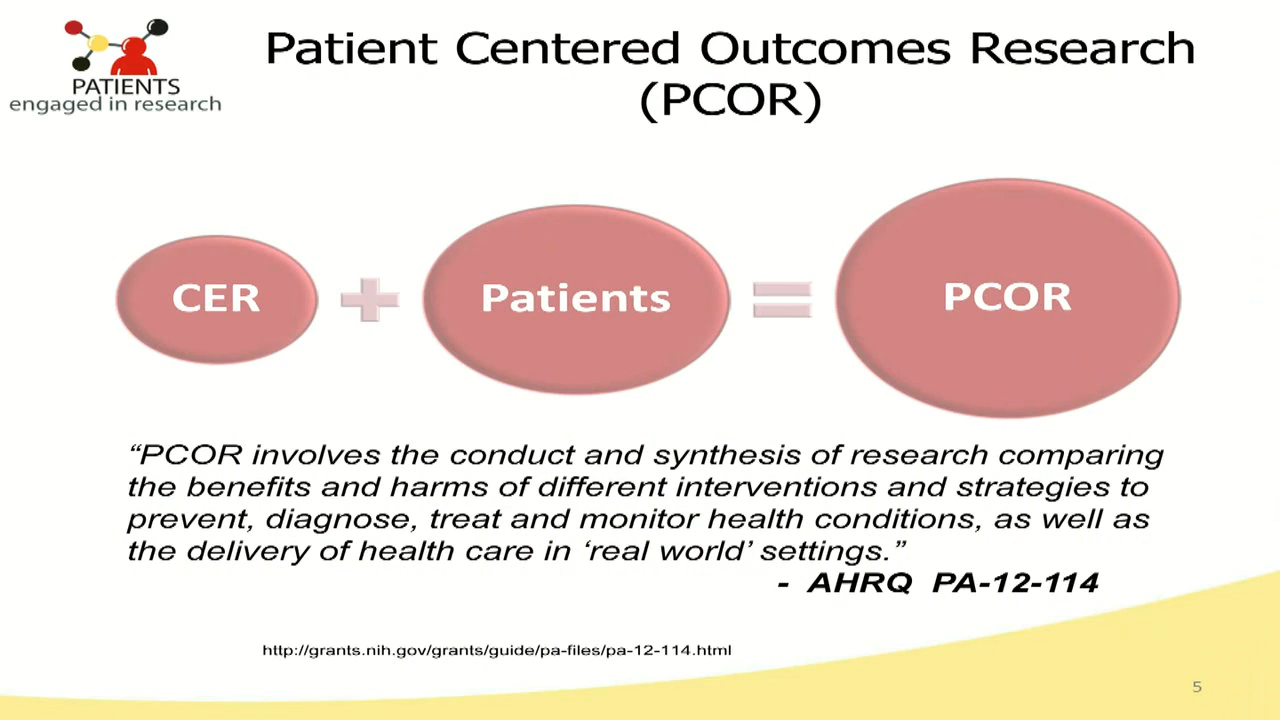 PATIENTS
engaged in research
Patient Centered Outcomes Research
(PCOR)
CER + Patients = PCOR
“PCOR involves the conduct and synthesis of research comparing
the benefits and harms of different interventions and strategies to
prevent, diagnose, treat and monitor health conditions, as well as
the delivery of health care in ‘real world’ settings.”
- AHRQ PA-12-114
http://grants.nih.gov/grants/guide/pa-files/pa-12-114.html
5